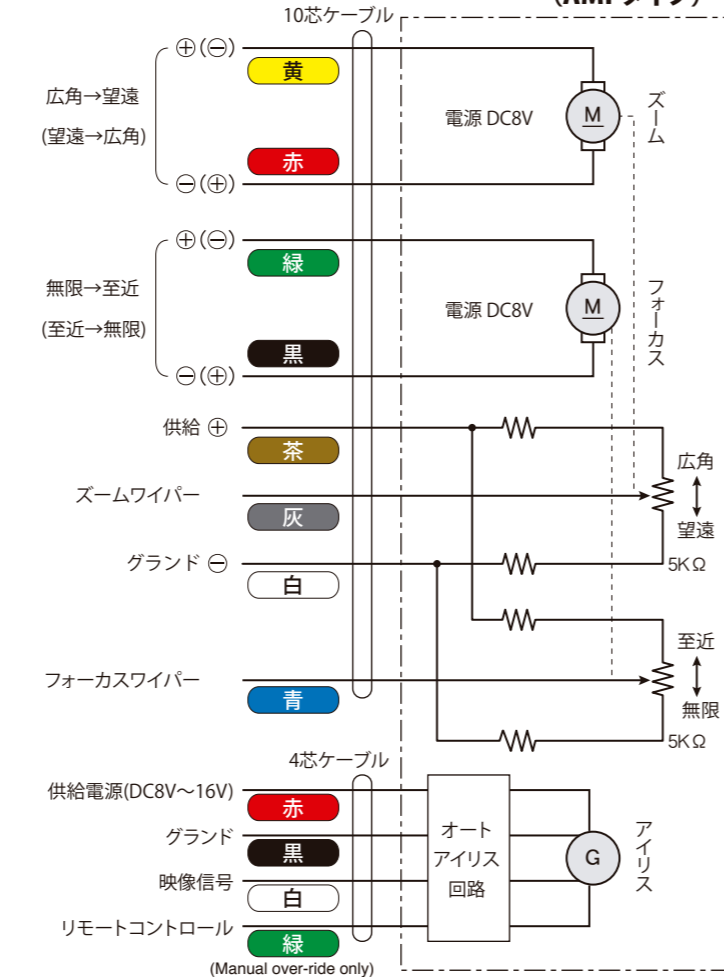 10芯ケーブル
⊕(⊖)
黄
広角→望遠
(望遠→広角)
電源 DC8V
M
ズーム
赤
⊖(⊕)
⊕(⊖)
緑
無限→至近
(至近→無限)
電源 DC8V
M
フォーカス
黒
⊖(⊕)
供給 ⊕
茶
広角
ズームワイパー
灰
望遠
グランド ⊖
白
5KΩ
至近
フォーカスワイパー
青
無限
5KΩ
4芯ケーブル
供給電源(DC8V〜16V)
赤
グランド
黒
映像信号
白
リモートコントロール
緑
(Manual over-ride only)
オート
アイリス
回路
G
アイリス